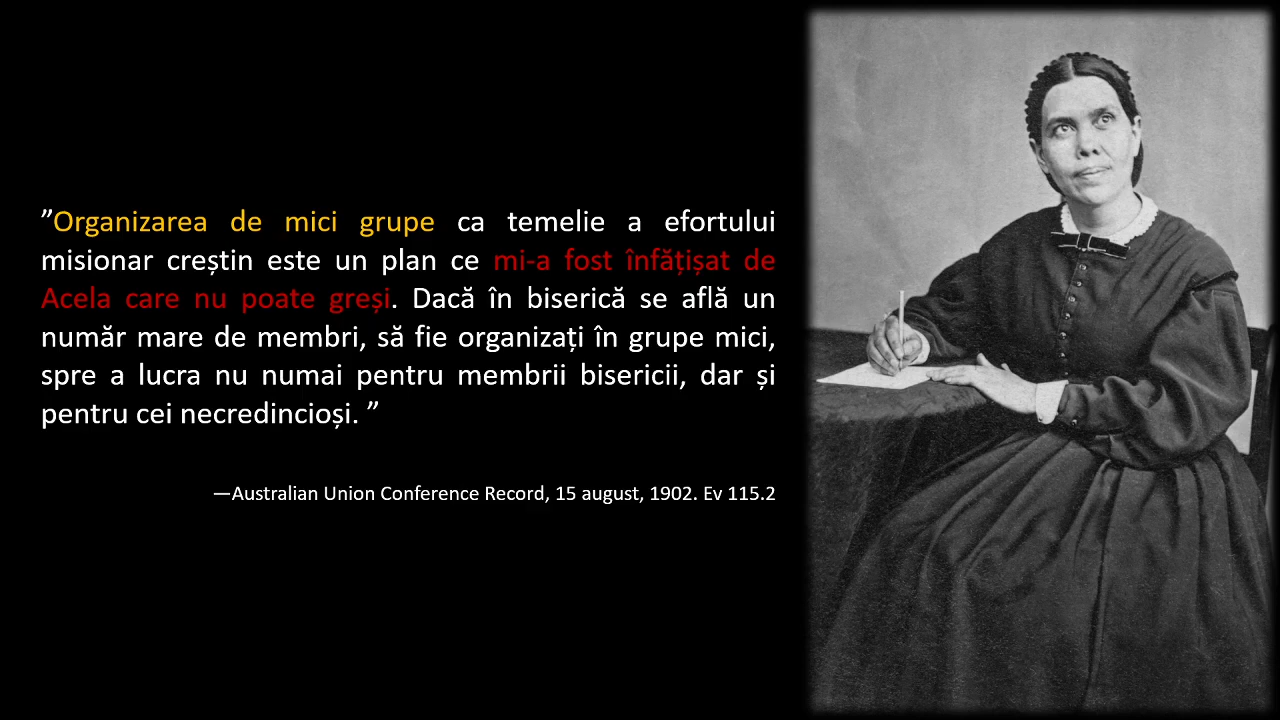 ”Organizarea de mici grupe ca temelie a efortului
misionar creștin este un plan ce mi-a fost înfățișat de
Acela care nu poate greși. Dacă în biserică se află un
număr mare de membri, să fie organizați în grupe mici,
spre a lucra nu numai pentru membrii bisericii, dar și
pentru cei necredincioși. ”
—Australian Union Conference Record, 15 august, 1902. Ev 115.2